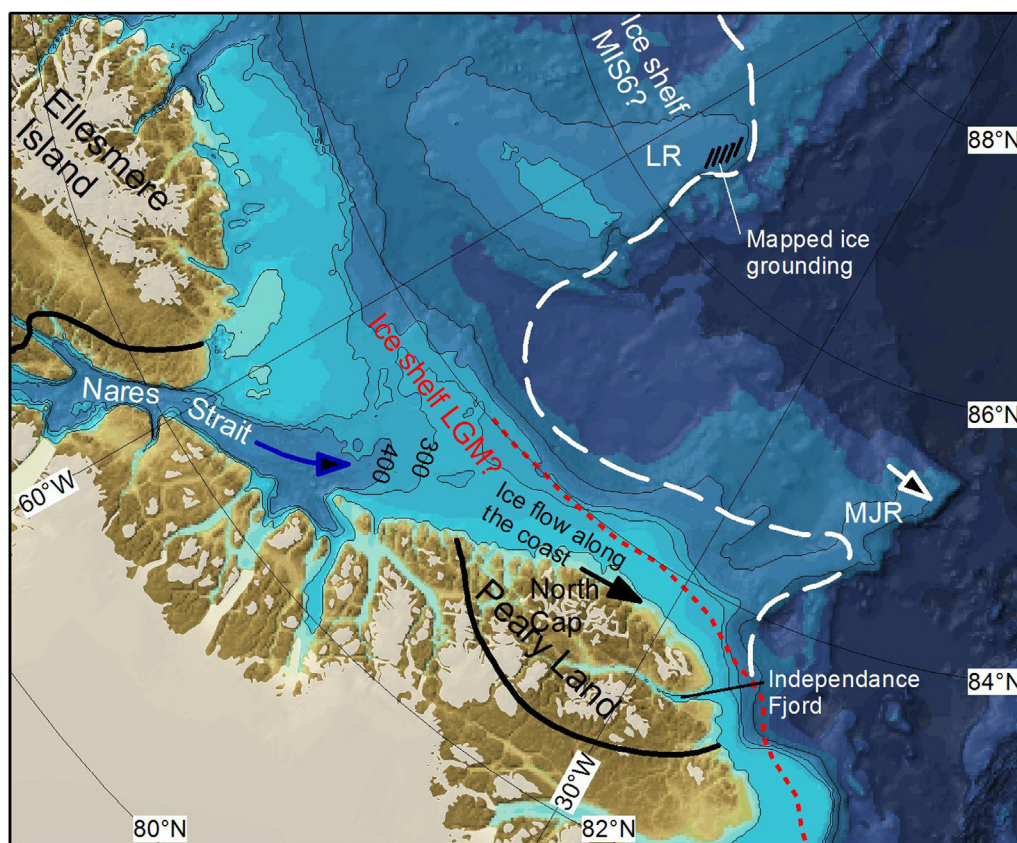 Ice shelf
MIS6?
Ellesmere
Island
88°N
LR
Mapped ice
grounding
Ice shelf LGM?
Nares
Strait
86°N
400
300
60°W
MJR
Ice flow along
the coast
North
Cap
Peary Land
Independance
Fjord
84°N
30°W
80°N
82°N